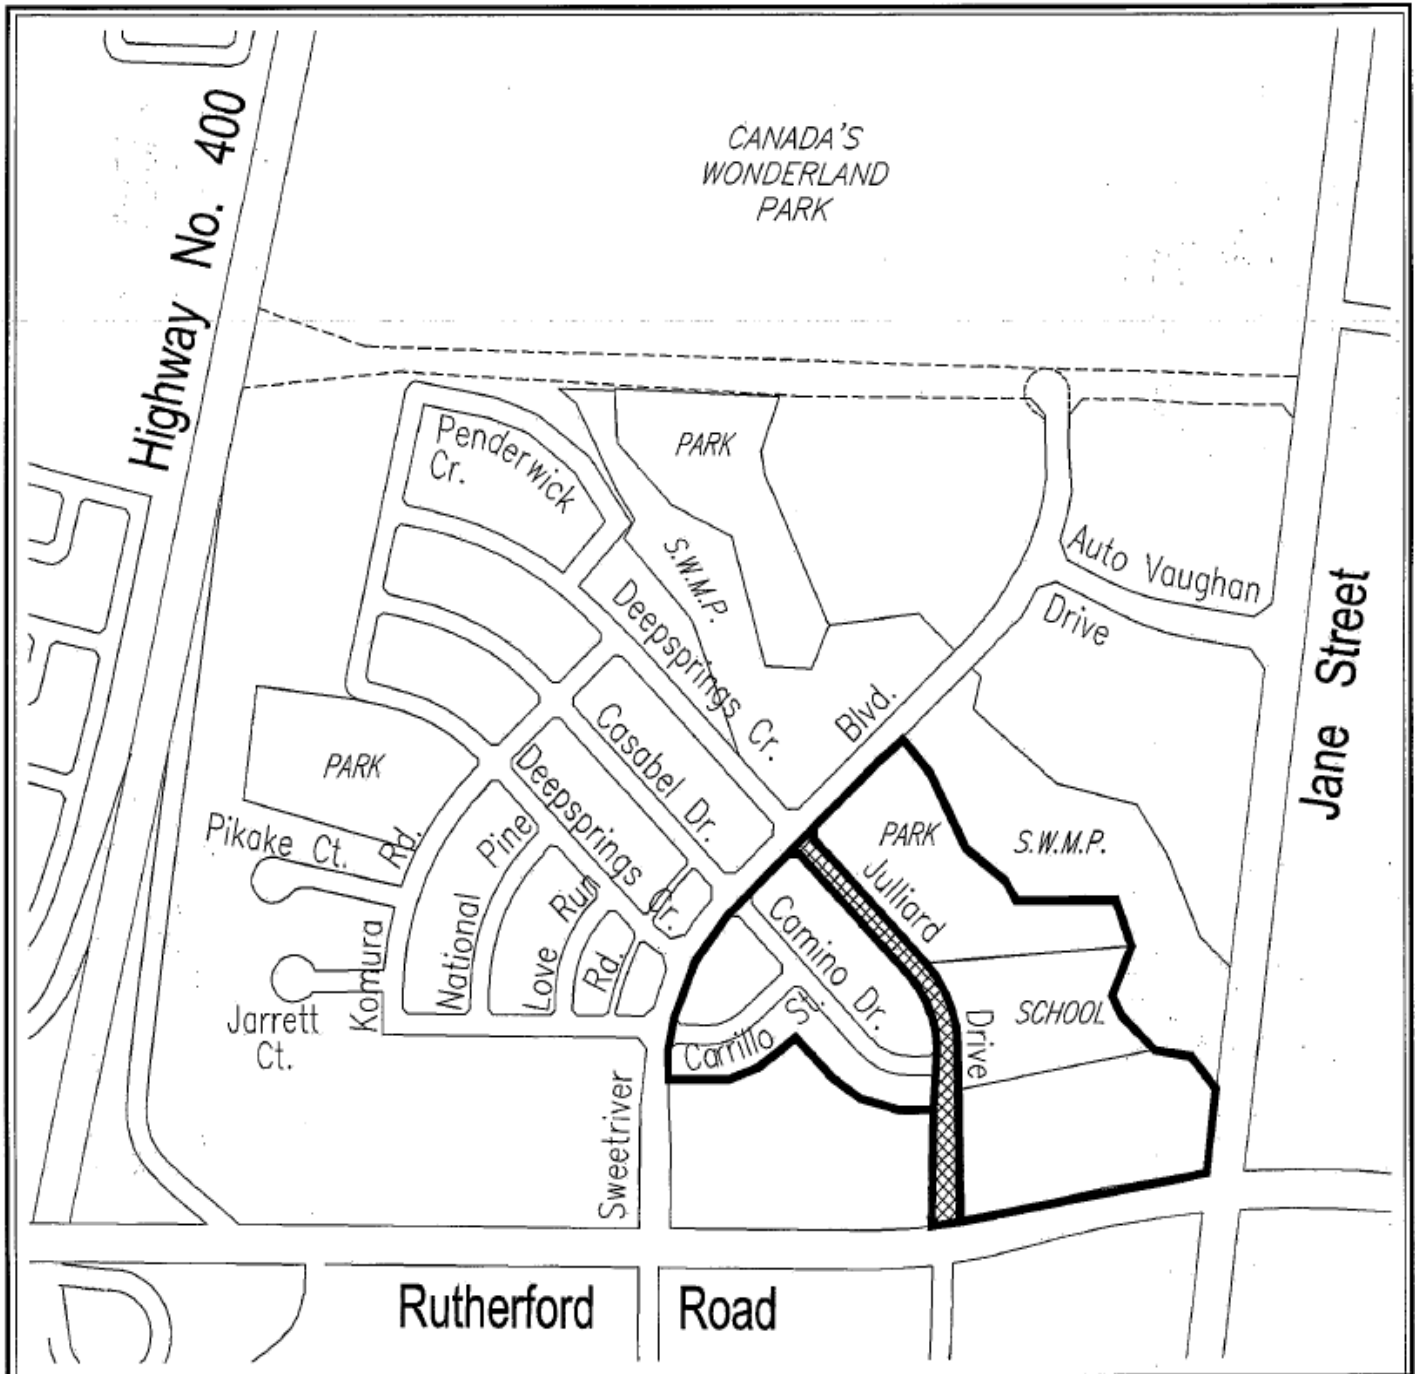 Highway No. 400
CANADA'S
WONDERLAND
PARK
Penderwick
Cr.
PARK
S.W.M.P.
Auto Vaughan
Drive
Jane Street
Deepsprings Cr.
Blvd.
Casabel Dr.
PARK
Deepsprings Cr.
Pikake Ct.
Rd.
Komura
Pine
National
Run
Love
Rd.
Jarrett
Ct.
PARK
S.W.M.P.
Julliard
Drive
Camino Dr.
SCHOOL
Carrillo St.
Sweetriver
Rutherford Road